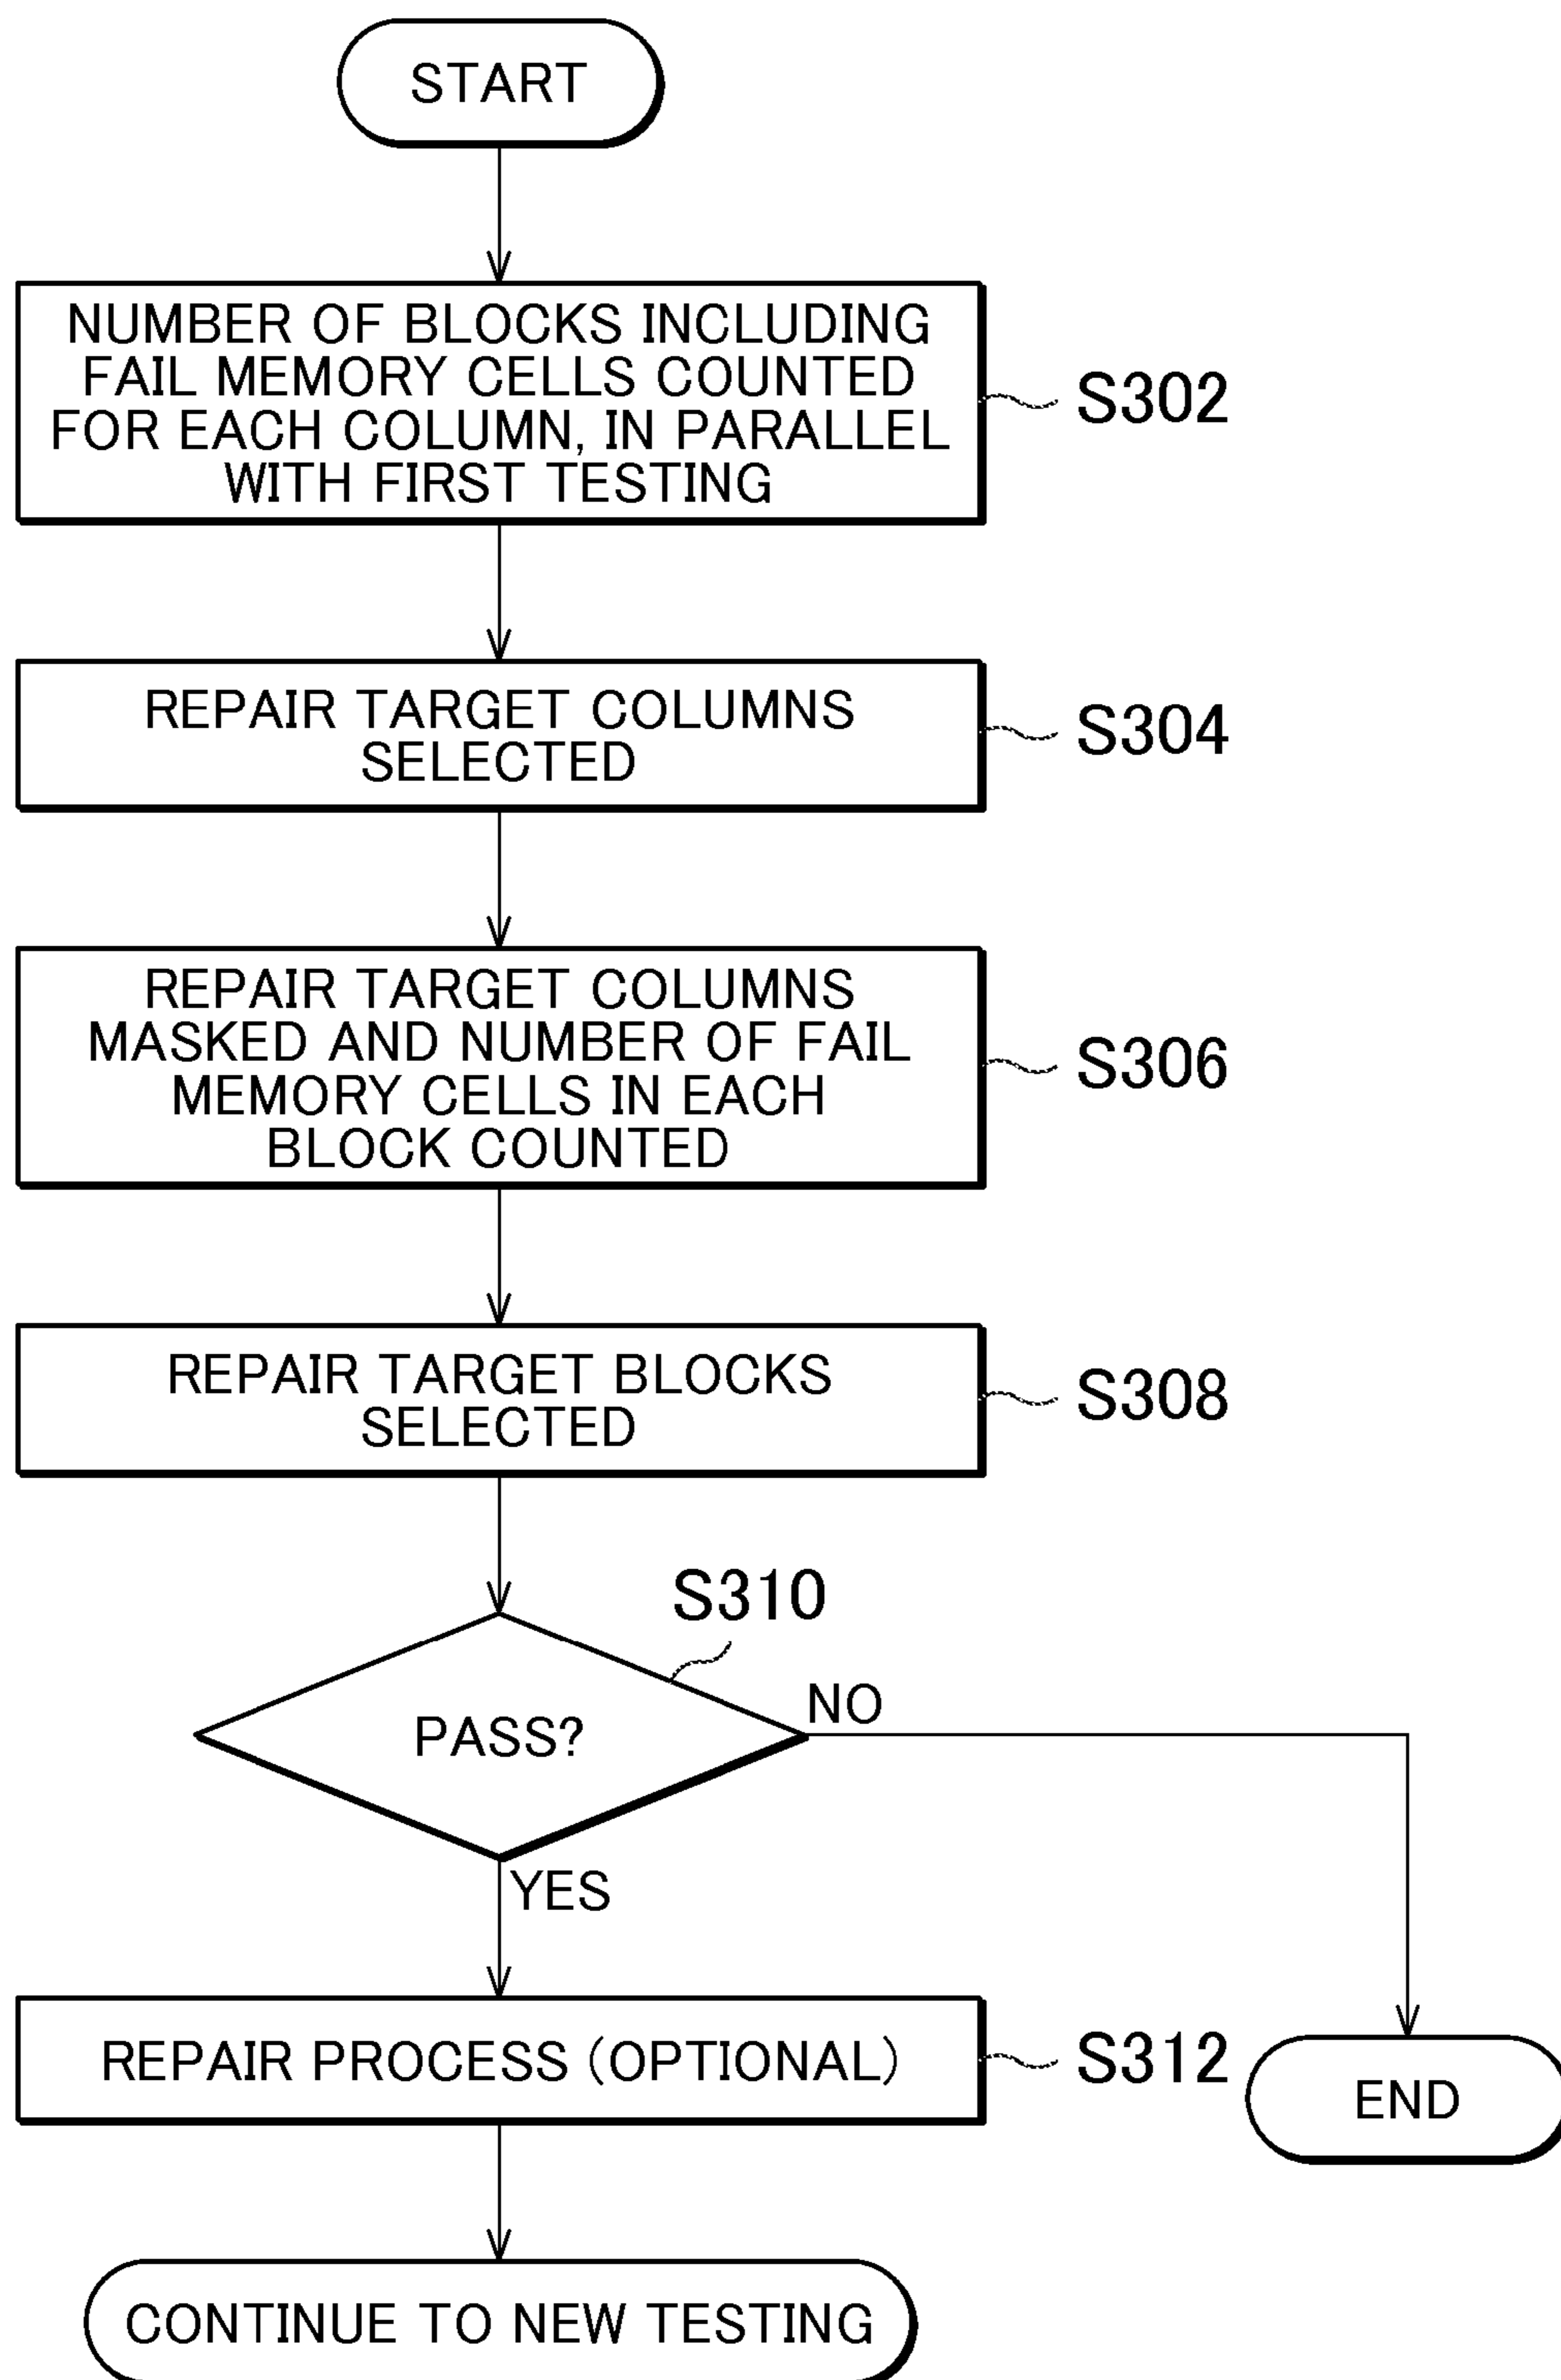 START
NUMBER OF BLOCKS INCLUDING
FAIL MEMORY CELLS COUNTED
FOR EACH COLUMN, IN PARALLEL
WITH FIRST TESTING
S302
REPAIR TARGET COLUMNS
SELECTED
S304
REPAIR TARGET COLUMNS
MASKED AND NUMBER OF FAIL
MEMORY CELLS IN EACH
BLOCK COUNTED
S306
REPAIR TARGET BLOCKS
SELECTED
S308
S310
PASS?
NO
YES
REPAIR PROCESS (OPTIONAL)
S312
END
CONTINUE TO NEW TESTING